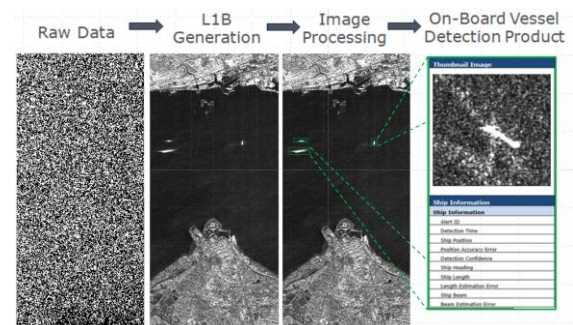 Raw Data
L1B
Generation
Image
Processing
On-Board Vessel
Detection Product
Thumbnail Image
Ship Information
Ship Information
Alert ID
Detection Time
Ship Position
Position Accuracy Error
Detection Confidence
Ship Heading
Ship Length
Length Estimation Error
Ship Beam
Beam Estimation Error